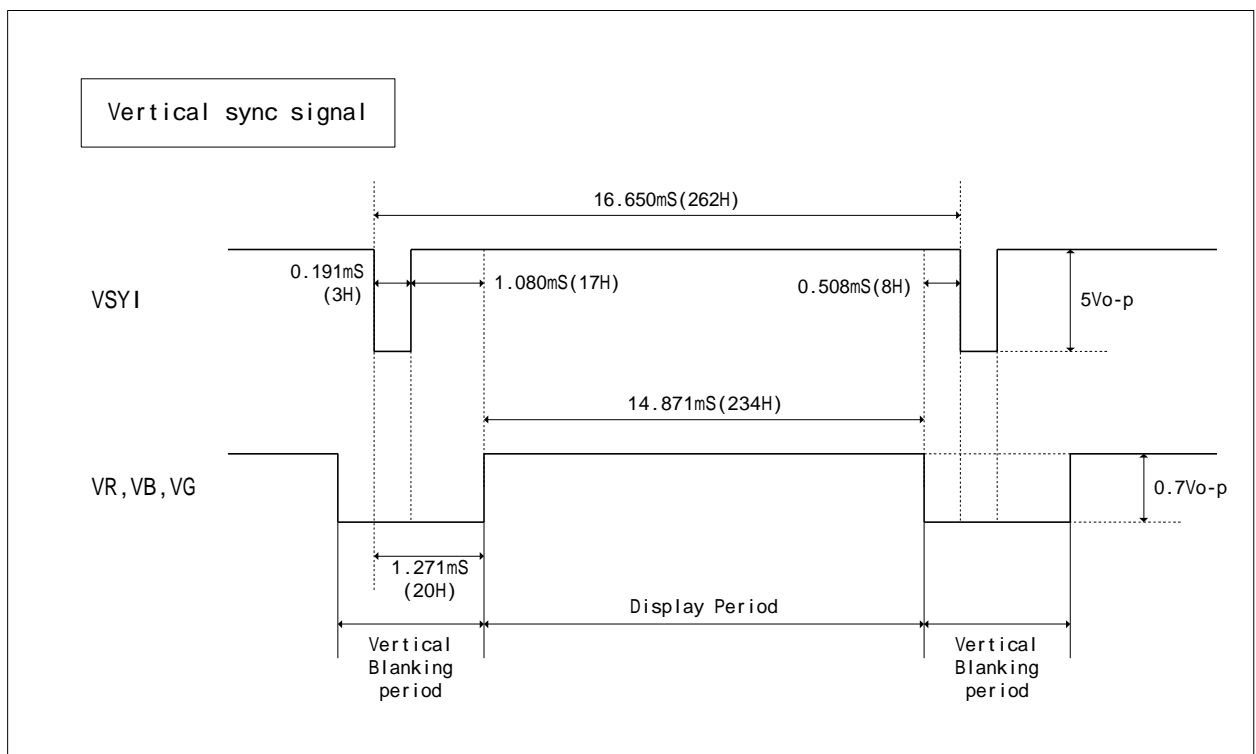 Vertical sync signal
16.650mS(262H)
0.191mS
(3H)
1.080mS(17H)
0.508mS(8H)
VSYI
5Vo-p
14.871mS(234H)
VR,VB,VG
0.7Vo-p
1.271mS
(20H)
Display Period
Vertical
Blanking
period
Vertical
Blanking
period